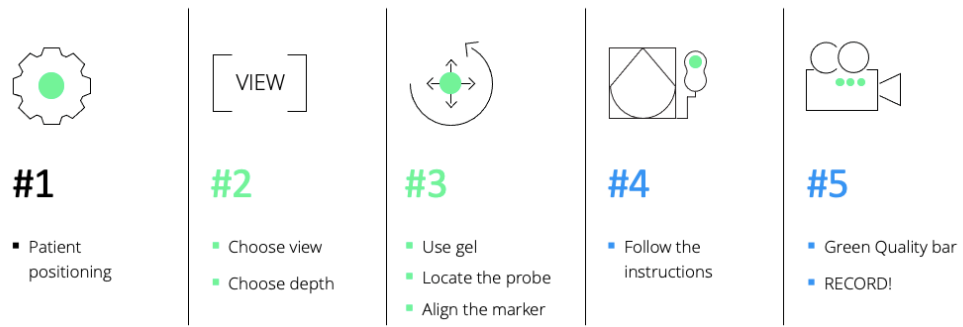 VIEW
#1
Patient
positioning
#2
Choose view
Choose depth
#3
Use gel
Locate the probe
Align the marker
#4
Follow the
instructions
#5
Green Quality bar
RECORD!